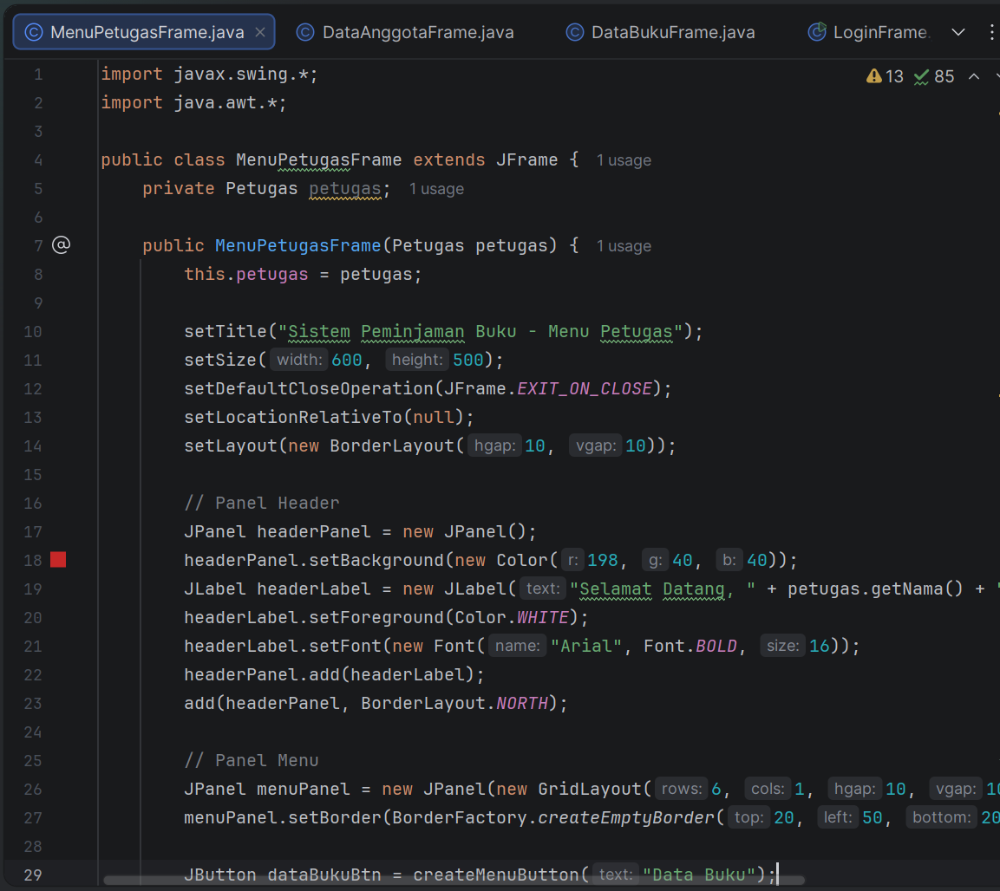 MenuPetugasFrame.java DataAnggotaFrame.java DataBukuFrame.java LoginFrame.
13 85
1 import javax.swing.*;
2 import java.awt.*;
3
4 public class MenuPetugasFrame extends JFrame { 1 usage
5 private Petugas petugas; 1 usage
6
7 @ public MenuPetugasFrame(Petugas petugas) { 1 usage
8 this.petugas = petugas;
9
10 setTitle("Sistem Peminjaman Buku - Menu Petugas");
11 setSize( width: 600, height: 500);
12 setDefaultCloseOperation(JFrame.EXIT_ON_CLOSE);
13 setLocationRelativeTo(null);
14 setLayout(new BorderLayout( hgap: 10, vgap: 10));
15
16 // Panel Header
17 JPanel headerPanel = new JPanel();
18 headerPanel.setBackground(new Color( r: 198, g: 40, b: 40));
19 JLabel headerLabel = new JLabel( text: "Selamat Datang, " + petugas.getNama() + "
20 headerLabel.setForeground(Color.WHITE);
21 headerLabel.setFont(new Font( name: "Arial", Font.BOLD, size: 16));
22 headerPanel.add(headerLabel);
23 add(headerPanel, BorderLayout.NORTH);
24
25 // Panel Menu
26 JPanel menuPanel = new JPanel(new GridLayout( rows: 6, cols: 1, hgap: 10, vgap: 10
27 menuPanel.setBorder(BorderFactory.createEmptyBorder( top: 20, left: 50, bottom: 20
28
29 JButton dataBukuBtn = createMenuButton( text: "Data Buku");